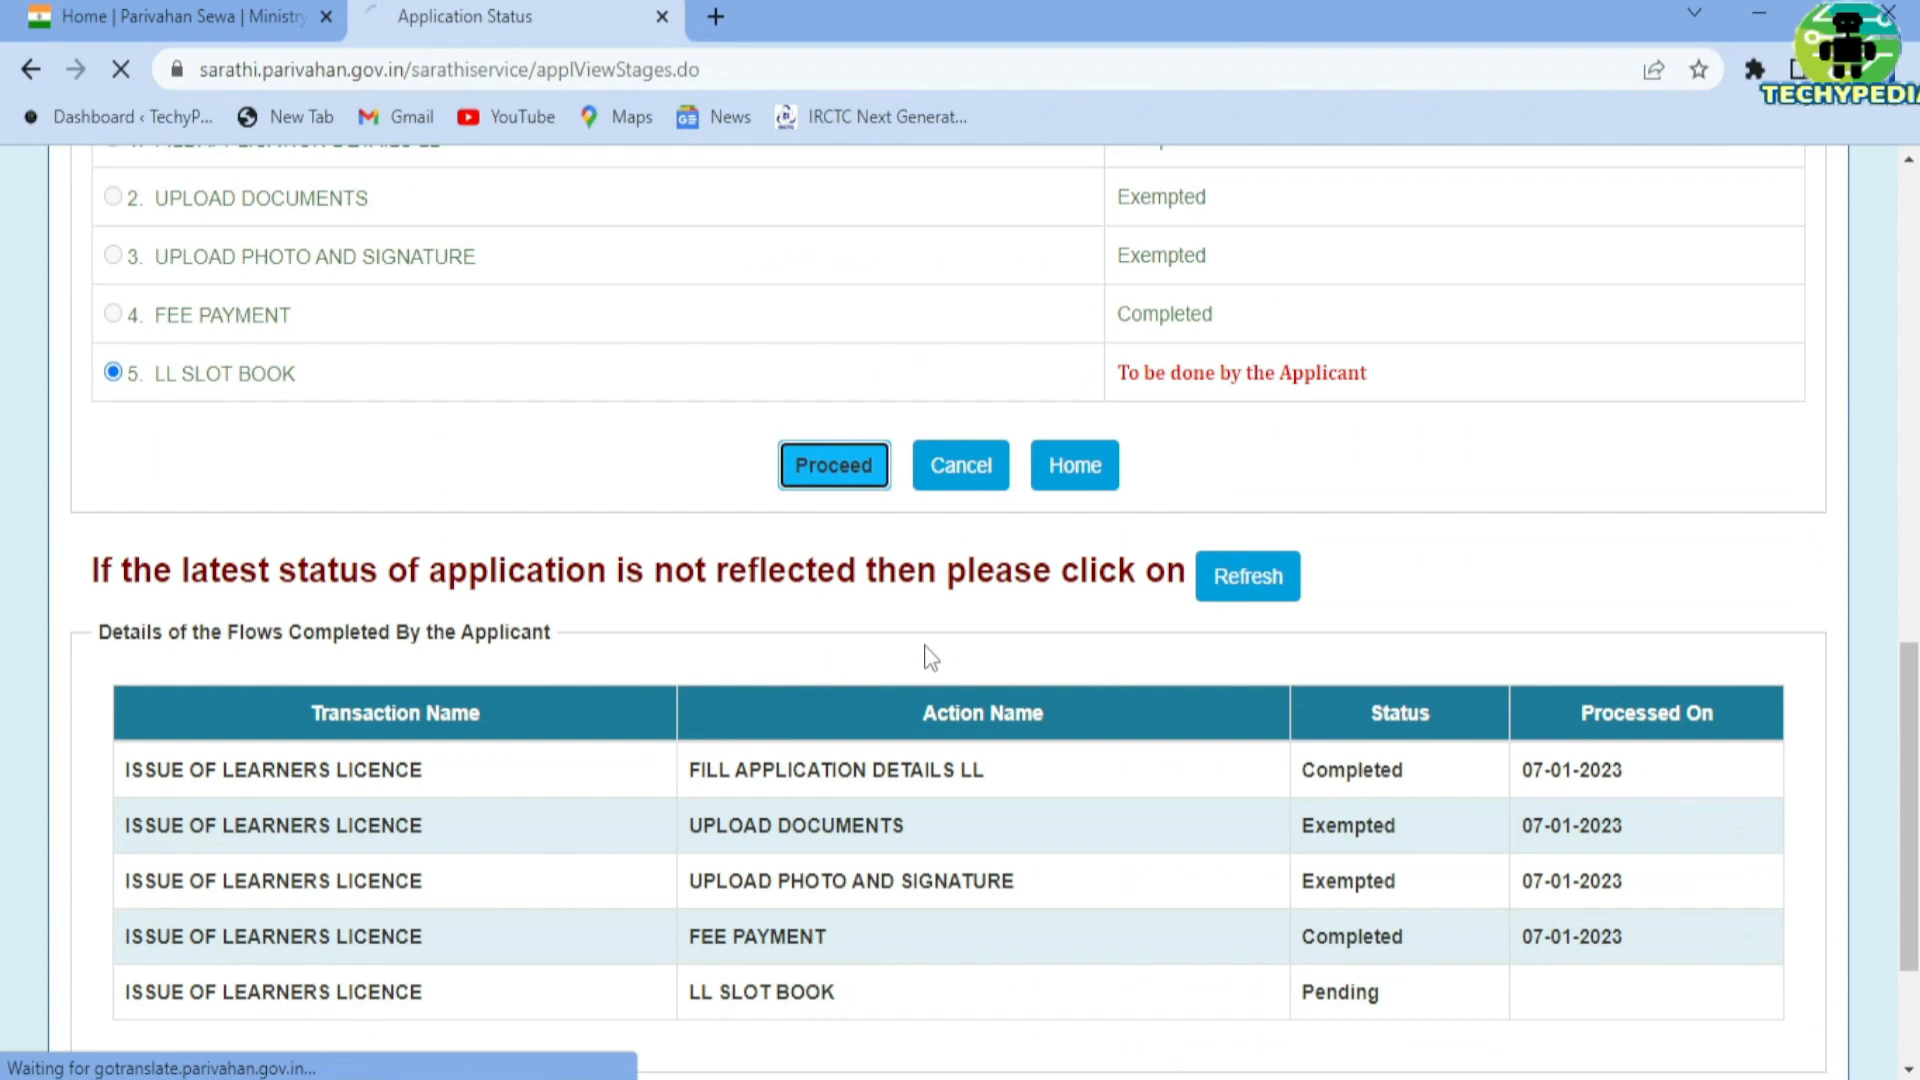 Home | Parivahan Sewa | Ministry
Application Status
sarathi.parivahan.gov.in/sarathiservice/applViewStages.do
TECHYPEDIA
Dashboard ‹ TechyP... New Tab Gmail YouTube Maps News IRCTC Next Generat...
2. UPLOAD DOCUMENTS Exempted
3. UPLOAD PHOTO AND SIGNATURE Exempted
4. FEE PAYMENT Completed
5. LL SLOT BOOK To be done by the Applicant
Proceed Cancel Home
If the latest status of application is not reflected then please click on Refresh
Details of the Flows Completed By the Applicant
Transaction Name Action Name Status Processed On
ISSUE OF LEARNERS LICENCE FILL APPLICATION DETAILS LL Completed 07-01-2023
ISSUE OF LEARNERS LICENCE UPLOAD DOCUMENTS Exempted 07-01-2023
ISSUE OF LEARNERS LICENCE UPLOAD PHOTO AND SIGNATURE Exempted 07-01-2023
ISSUE OF LEARNERS LICENCE FEE PAYMENT Completed 07-01-2023
ISSUE OF LEARNERS LICENCE LL SLOT BOOK Pending
Waiting for gotranslate.parivahan.gov.in...